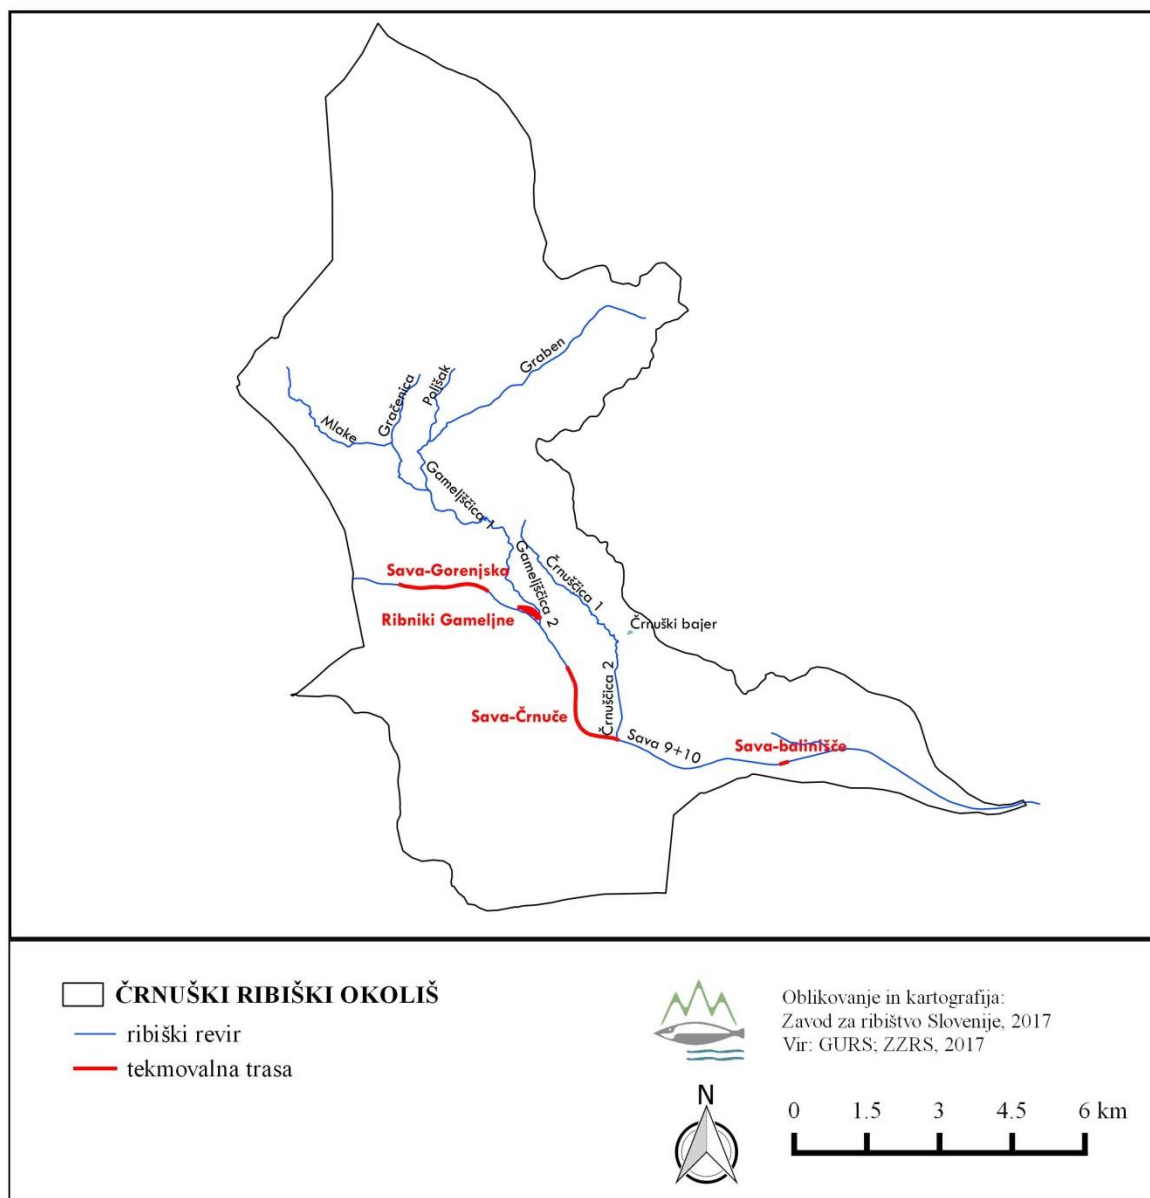 Graben
Poljšak
Gračenica
Mlake
Gameljščica 1
Gameljščica 2
Črnuščica 1
Sava-Gorenjska
Ribniki Gameljne
Črnuški bajer
Črnuščica 2
Sava-Črnuče
Sava 9+10
Sava-balinišče
ČRNUŠKI RIBIŠKI OKOLIŠ
ribiški revir
tekmovalna trasa
Oblikovanje in kartografija:
Zavod za ribištvo Slovenije, 2017
Vir: GURS; ZZRS, 2017
N
0 1.5 3 4.5 6 km